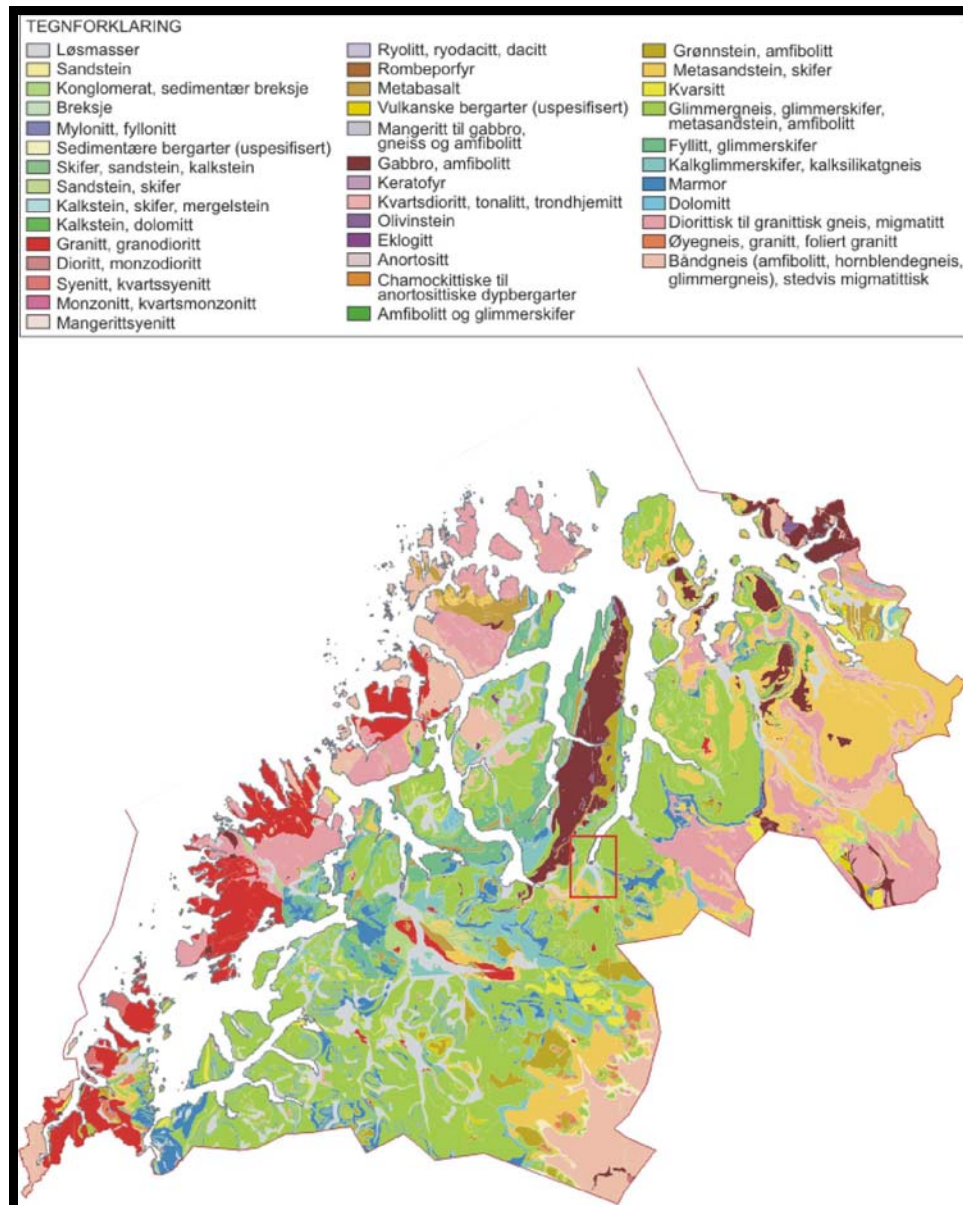 TEGNFORKLARING
Løsmasser
Sandstein
Konglomerat, sedimentær breksje
Breksje
Mylonitt, fyllonitt
Sedimentære bergarter (uspesifisert)
Skifer, sandstein, kalkstein
Sandstein, skifer
Kalkstein, skifer, mergelstein
Kalkstein, dolomitt
Granitt, granodioritt
Dioritt, monzodioritt
Syenitt, kvartssyenitt
Monzonitt, kvartsmonzonitt
Mangerittsyenitt
Ryolitt, ryodacitt, dacitt
Rombeporfyr
Metabasalt
Vulkanske bergarter (uspesifisert)
Mangeritt til gabbro,
gneiss og amfibolitt
Gabbro, amfibolitt
Keratofyr
Kvartsdioritt, tonalitt, trondhjemitt
Olivinstein
Eklogitt
Anortositt
Chamockittiske til
anortosittiske dypbergarter
Amfibolitt og glimmerskifer
Grønnstein, amfibolitt
Metasandstein, skifer
Kvarsitt
Glimmergneis, glimmerskifer,
metasandstein, amfibolitt
Fyllitt, glimmerskifer
Kalkglimmerskifer, kalksilikatgneis
Marmor
Dolomitt
Diorittisk til granittisk gneis, migmatitt
Øyegneis, granitt, foliert granitt
Båndgneis (amfibolitt, hornblendegneis,
glimmergneis), stedvis migmatittisk